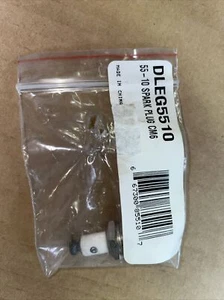 DLEG5510
55-10 SPARK PLUG CM6
MADE IN CHINA
6 67300 05510 7